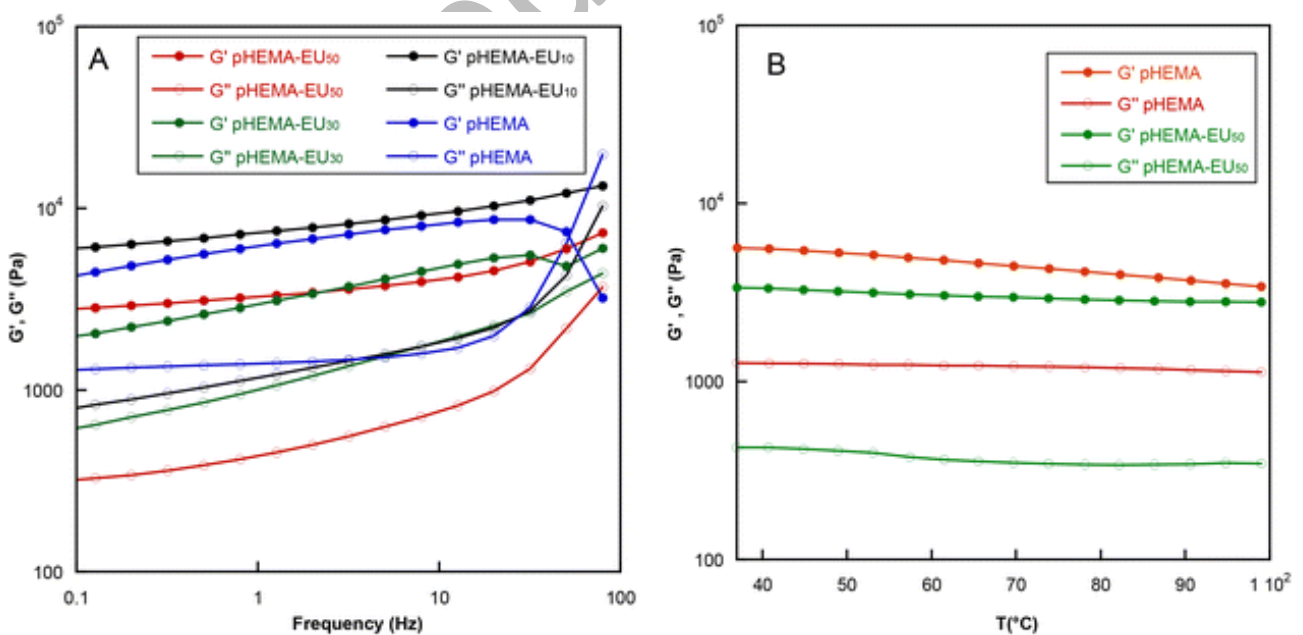 10⁵
A
G' pHEMA-EU₅₀
G'' pHEMA-EU₅₀
G' pHEMA-EU₃₀
G'' pHEMA-EU₃₀
G' pHEMA-EU₁₀
G'' pHEMA-EU₁₀
G' pHEMA
G'' pHEMA
10⁴
1000
100
G', G'' (Pa)
0.1 1 10 100
Frequency (Hz)
10⁵
B
G' pHEMA
G'' pHEMA
G' pHEMA-EU₅₀
G'' pHEMA-EU₅₀
10⁴
1000
100
G' , G'' (Pa)
40 50 60 70 80 90 1 10²
T(°C)